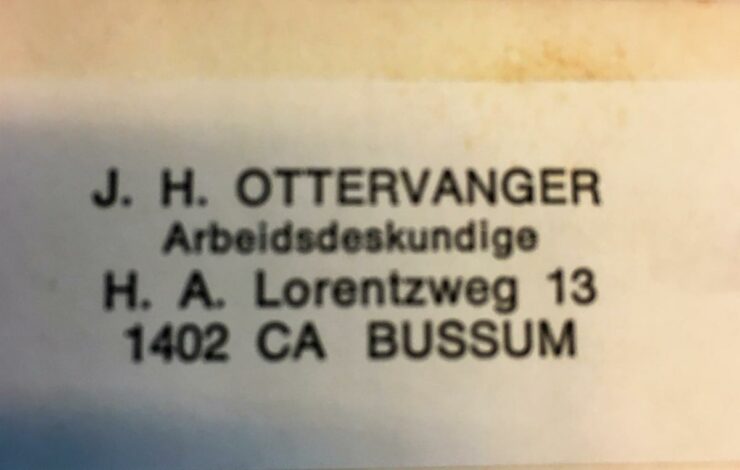 J. H. OTTERVANGER
Arbeidsdeskundige
H. A. Lorentzweg 13
1402 CA BUSSUM